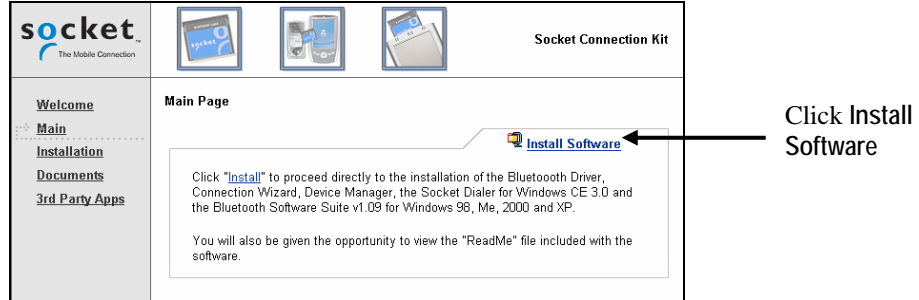 socket™
The Mobile Connection
Socket Connection Kit
Welcome
Main
Installation
Documents
3rd Party Apps
Main Page
Install Software
Click "Install" to proceed directly to the installation of the Bluetoooth Driver,
Connection Wizard, Device Manager, the Socket Dialer for Windows CE 3.0 and
the Bluetooth Software Suite v1.09 for Windows 98, Me, 2000 and XP.
You will also be given the opportunity to view the "ReadMe" file included with the
software.
Click Install
Software